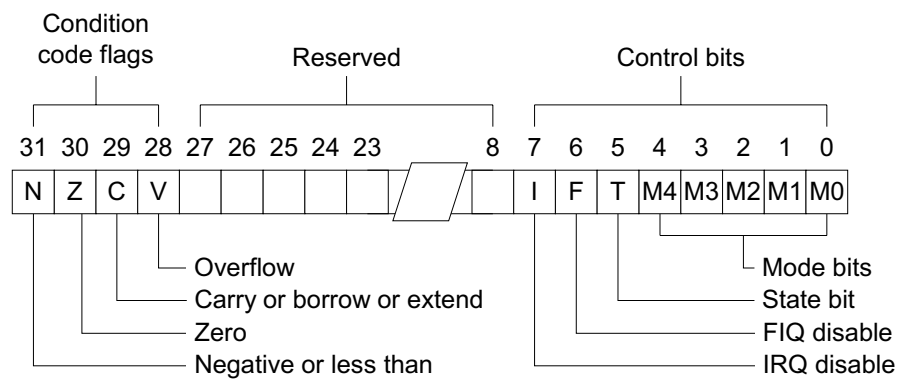 Condition
code flags
Reserved
Control bits
31 30 29 28 27 26 25 24 23 8 7 6 5 4 3 2 1 0
N Z C V I F T M4 M3 M2 M1 M0
Overflow
Mode bits
Carry or borrow or extend
State bit
Zero
FIQ disable
Negative or less than
IRQ disable